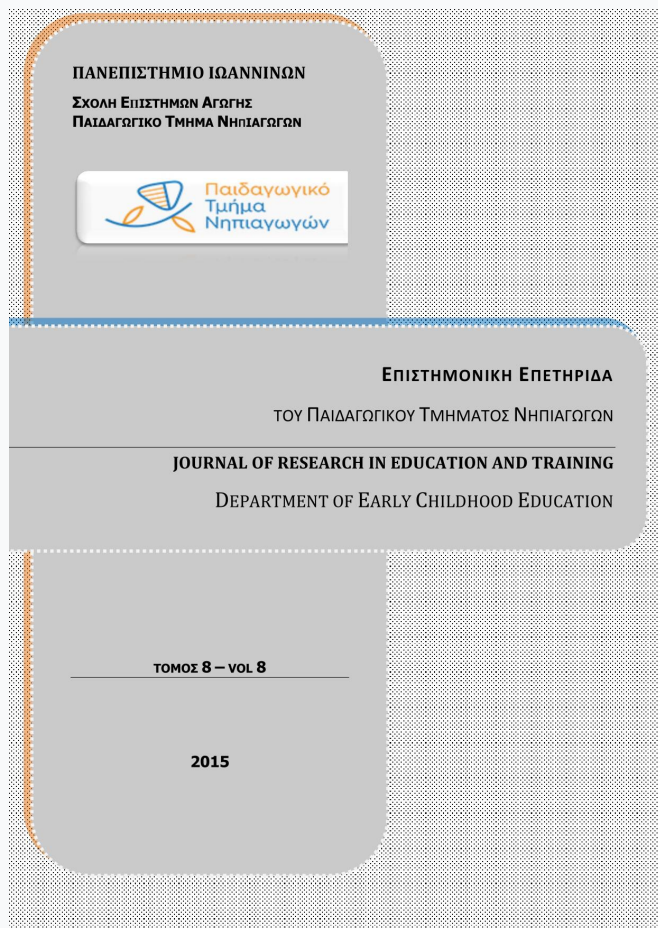 ΠΑΝΕΠΙΣΤΗΜΙΟ ΙΩΑΝΝΙΝΩΝ
ΣΧΟΛΗ ΕΠΙΣΤΗΜΩΝ ΑΓΩΓΗΣ
ΠΑΙΔΑΓΩΓΙΚΟ ΤΜΗΜΑ ΝΗΠΙΑΓΩΓΩΝ
Παιδαγωγικό
Τμήμα
Νηπιαγωγών
ΕΠΙΣΤΗΜΟΝΙΚΗ ΕΠΕΤΗΡΙΔΑ
ΤΟΥ ΠΑΙΔΑΓΩΓΙΚΟΥ ΤΜΗΜΑΤΟΣ ΝΗΠΙΑΓΩΓΩΝ
JOURNAL OF RESEARCH IN EDUCATION AND TRAINING
DEPARTMENT OF EARLY CHILDHOOD EDUCATION
ΤΟΜΟΣ 8 – VOL 8
2015